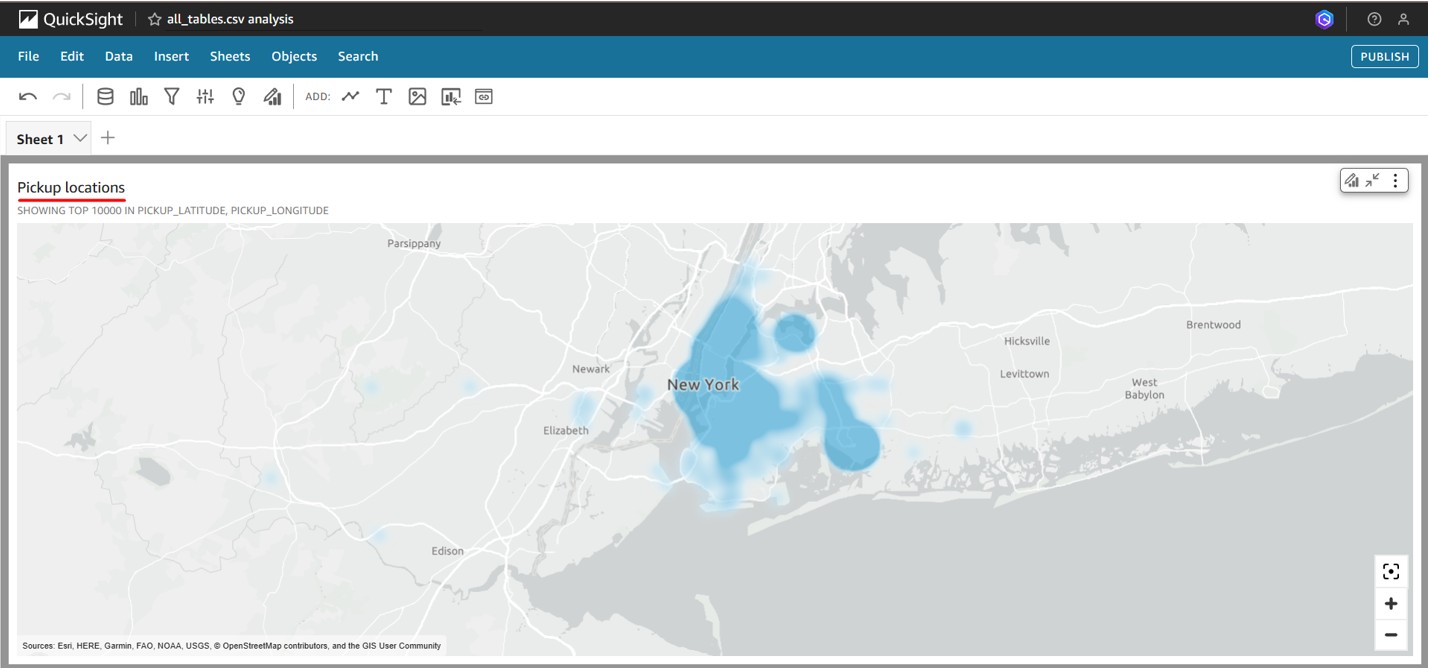 QuickSight all_tables.csv analysis
File Edit Data Insert Sheets Objects Search PUBLISH
ADD:
Sheet 1
Pickup locations
SHOWING TOP 10000 IN PICKUP_LATITUDE, PICKUP_LONGITUDE
Parsippany
Brentwood
Hicksville
Newark
Levittown
New York
West
Babylon
Elizabeth
Edison
Sources: Esri, HERE, Garmin, FAO, NOAA, USGS, © OpenStreetMap contributors, and the GIS User Community